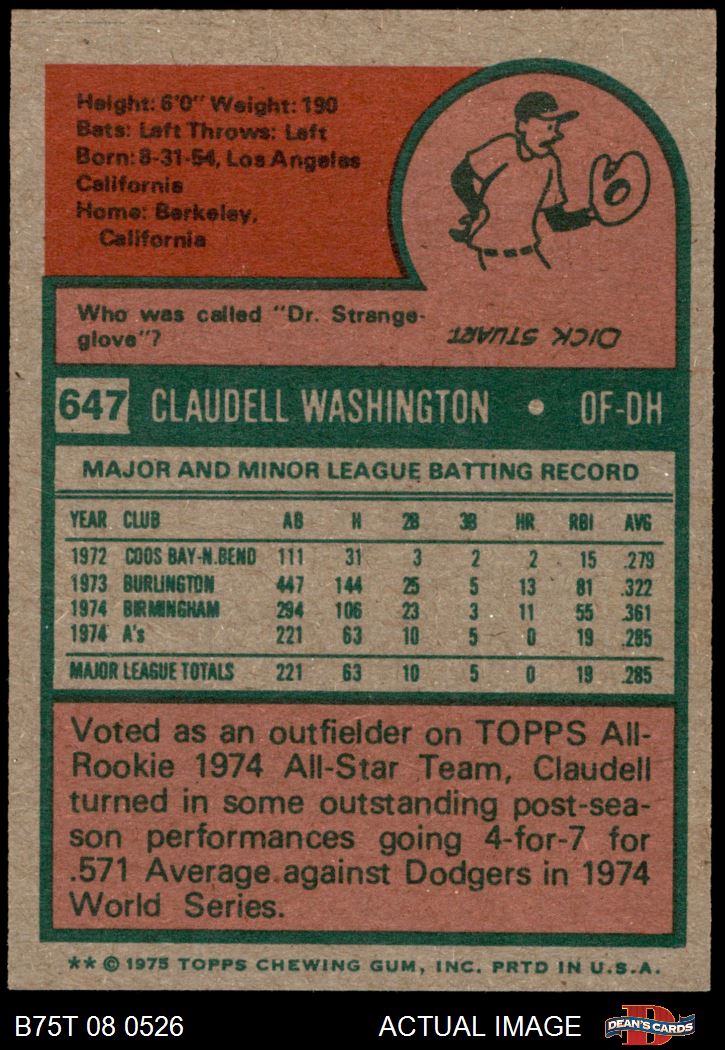 Height: 6'0" Weight: 190
Bats: Left Throws: Left
Born: 8-31-54, Los Angeles
California
Home: Berkeley,
California
Who was called "Dr. Strange-
glove"?
DICK STUART
647 CLAUDELL WASHINGTON • OF-DH
MAJOR AND MINOR LEAGUE BATTING RECORD
YEAR CLUB AB H 2B 3B HR RBI AVG
1972 COOS BAY-N.BEND 111 31 3 2 2 15 .279
1973 BURLINGTON 447 144 25 5 13 81 .322
1974 BIRMINGHAM 294 106 23 3 11 55 .361
1974 A's 221 63 10 5 0 19 .285
MAJOR LEAGUE TOTALS 221 63 10 5 0 19 .285
Voted as an outfielder on TOPPS All-
Rookie 1974 All-Star Team, Claudell
turned in some outstanding post-sea-
son performances going 4-for-7 for
.571 Average against Dodgers in 1974
World Series.
** © 1975 TOPPS CHEWING GUM, INC. PRTD IN U.S.A.
B75T 08 0526 ACTUAL IMAGE D DEAN'S CARDS